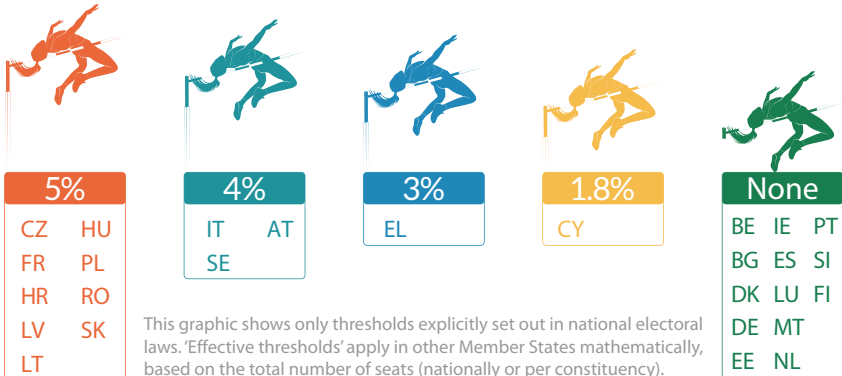 5%
CZ HU
FR PL
HR RO
LV SK
LT
4%
IT AT
SE
3%
EL
1.8%
CY
None
BE IE PT
BG ES SI
DK LU FI
DE MT
EE NL
This graphic shows only thresholds explicitly set out in national electoral
laws. 'Effective thresholds' apply in other Member States mathematically,
based on the total number of seats (nationally or per constituency).